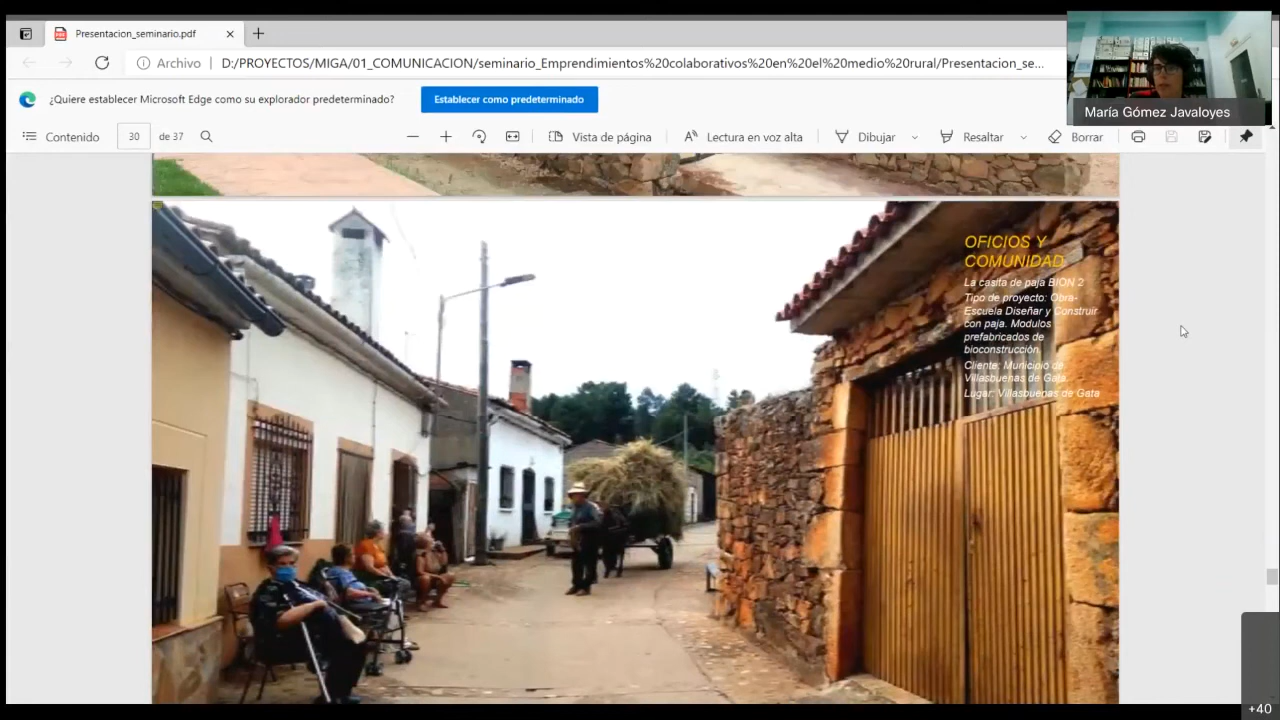 Presentacion_seminario.pdf
Archivo
D:/PROYECTOS/MIGA/01_COMUNICACION/seminario_Emprendimientos%20colaborativos%20en%20el%20medio%20rural/Presentacion_se...
María Gómez Javaloyes
¿Quiere establecer Microsoft Edge como su explorador predeterminado?
Establecer como predeterminado
Contenido
30
de 37
Vista de página
Lectura en voz alta
Dibujar
Resaltar
Borrar
OFICIOS Y
COMUNIDAD
La casita de paja BION 2
Tipo de proyecto: Obra-
Escuela Diseñar y Construir
con paja. Modulos
prefabricados de
bioconstrucción
Cliente: Municipio de
Villasbuenas de Gata
Lugar: Villasbuenas de Gata
+40